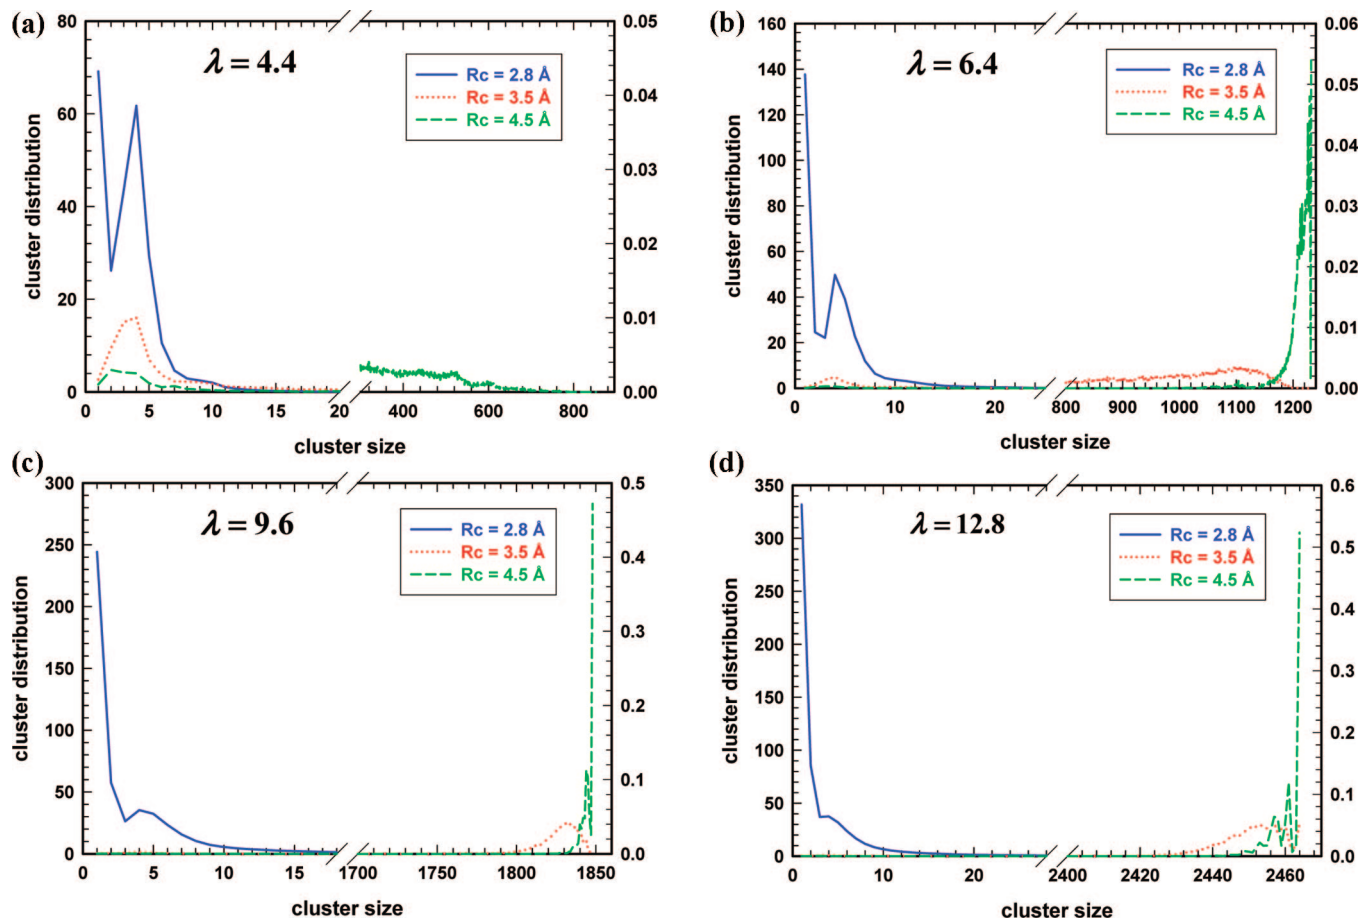 (a)
λ = 4.4
Rc = 2.8 Å
Rc = 3.5 Å
Rc = 4.5 Å
cluster distribution
80
60
40
20
0
0.05
0.04
0.03
0.02
0.01
0.00
0 5 10 15 20 400 600 800
cluster size
(b)
λ = 6.4
Rc = 2.8 Å
Rc = 3.5 Å
Rc = 4.5 Å
cluster distribution
160
140
120
100
80
60
40
20
0
0.06
0.05
0.04
0.03
0.02
0.01
0.00
0 10 20 800 900 1000 1100 1200
cluster size
(c)
λ = 9.6
Rc = 2.8 Å
Rc = 3.5 Å
Rc = 4.5 Å
cluster distribution
300
250
200
150
100
50
0
0.5
0.4
0.3
0.2
0.1
0.0
0 5 10 15 1700 1750 1800 1850
cluster size
(d)
λ = 12.8
Rc = 2.8 Å
Rc = 3.5 Å
Rc = 4.5 Å
cluster distribution
350
300
250
200
150
100
50
0
0.6
0.5
0.4
0.3
0.2
0.1
0.0
0 10 20 2400 2420 2440 2460
cluster size